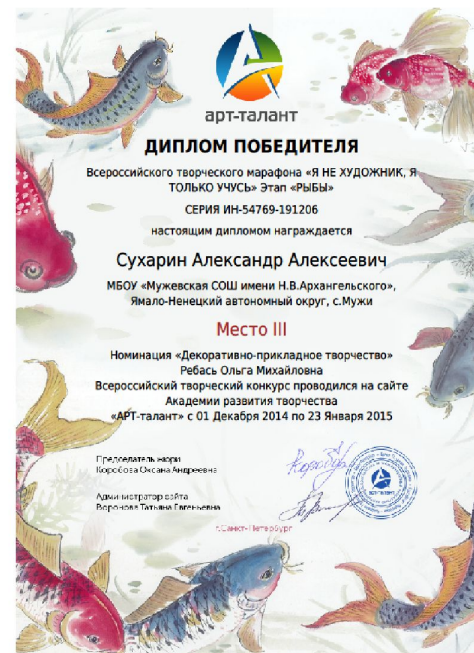 арт-талант
ДИПЛОМ ПОБЕДИТЕЛЯ
Всероссийского творческого марафона «Я НЕ ХУДОЖНИК, Я
ТОЛЬКО УЧУСЬ» Этап «РЫБЫ»
СЕРИЯ ИН-54769-191206
настоящим дипломом награждается
Сухарин Александр Алексеевич
МБОУ «Мужевская СОШ имени Н.В.Архангельского»,
Ямало-Ненецкий автономный округ, с.Мужи
Место III
Номинация «Декоративно-прикладное творчество»
Ребась Ольга Михайловна
Всероссийский творческий конкурс проводился на сайте
Академии развития творчества
«АРТ-талант» с 01 Декабря 2014 по 23 Января 2015
Председатель жюри
Коробова Оксана Андреевна
Администратор сайта
Воронова Татьяна Евгеньевна
арт-талант
г.Санкт-Петербург